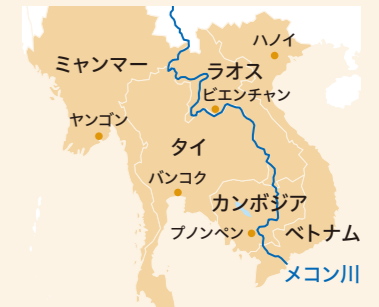 ハノイ
ミャンマー
ラオス
ビエンチャン
ヤンゴン
タイ
バンコク
カンボジア
プノンペン
ベトナム
メコン川